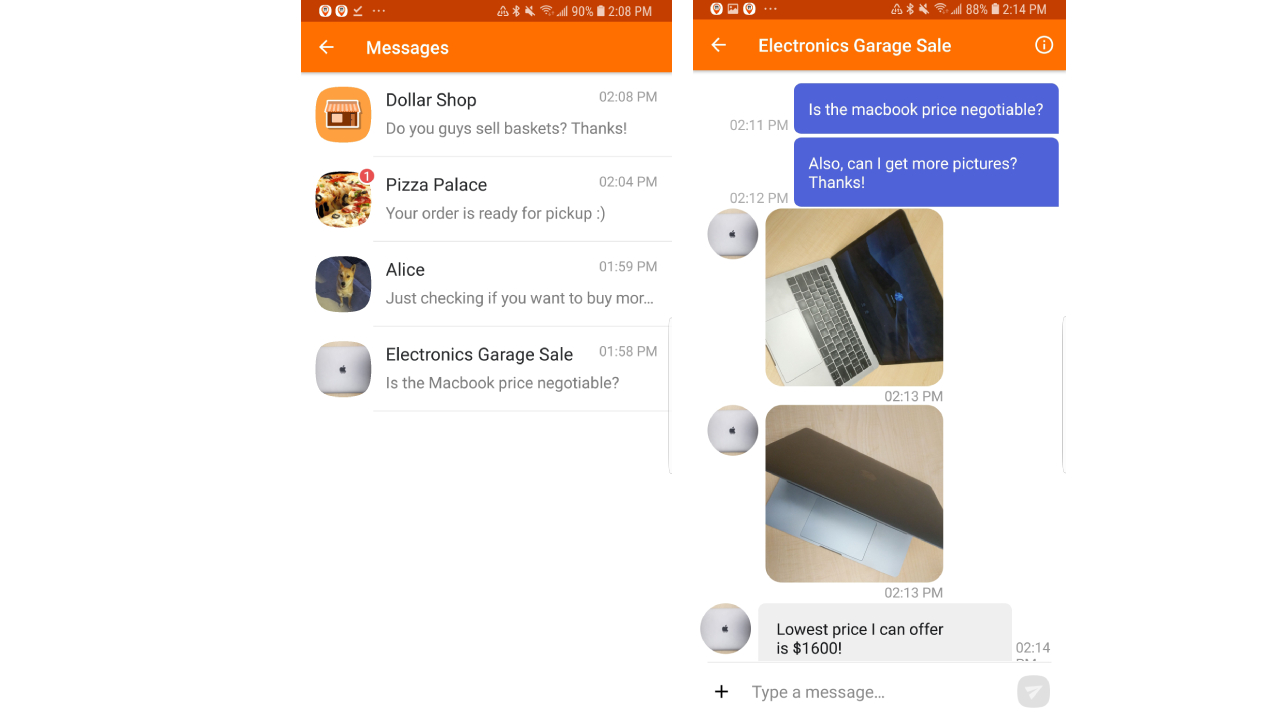 90% 2:08 PM
Messages
Dollar Shop 02:08 PM
Do you guys sell baskets? Thanks!
1
Pizza Palace 02:04 PM
Your order is ready for pickup :)
Alice 01:59 PM
Just checking if you want to buy mor...
Electronics Garage Sale 01:58 PM
Is the Macbook price negotiable?
88% 2:14 PM
Electronics Garage Sale
Is the macbook price negotiable?
02:11 PM
Also, can I get more pictures?
Thanks!
02:12 PM
02:13 PM
02:13 PM
Lowest price I can offer
is $1600!
02:14
Type a message...